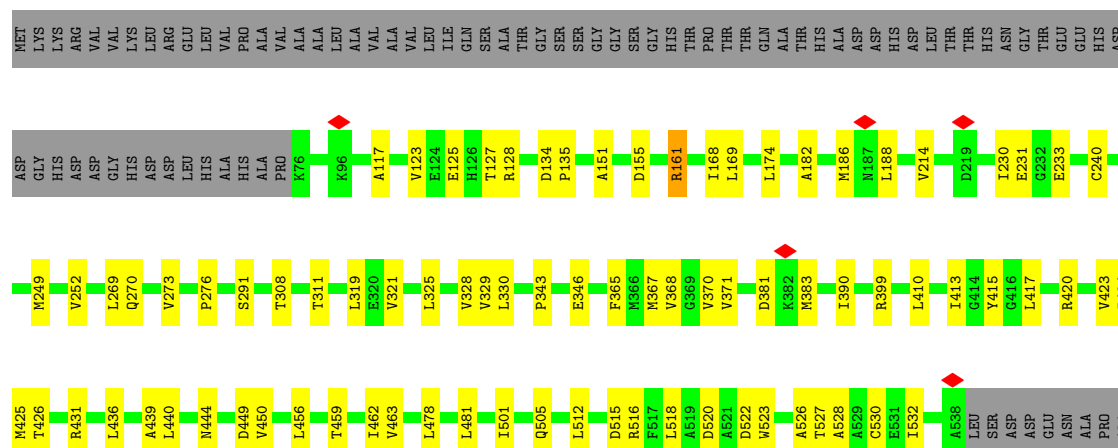 MET LYS LYS ARG VAL VAL LYS LEU ARG GLU LEU VAL PRO ALA VAL ALA ALA LEU ALA VAL ALA VAL LEU ILE GLN SER ALA THR GLY SER SER GLY GLY SER GLY HIS THR PRO THR THR GLN ALA THR HIS ALA ASP ASP HIS ASP LEU THR THR HIS ASN GLY THR GLU GLU HIS ASP
ASP GLY HIS ASP ASP GLY HIS ASP ASP LEU HIS ALA HIS ALA PRO K76 K96 A117 V123 E124 E125 H126 T127 R128 D134 P135 A151 D155 R161 I168 L169 L174 A182 M186 N187 L188 V214 D219 I230 E231 G232 E233 C240
M249 V252 L269 Q270 V273 P276 S291 T308 T311 L319 E320 V321 L325 V328 V329 L330 P343 E346 F365 M366 M367 V368 G369 V370 V371 D381 K382 M383 I390 R399 L410 I413 G414 Y415 G416 L417 R420 V423
M425 T426 R431 L436 A439 L440 N444 D449 V450 L456 T459 I462 V463 L478 L481 I501 Q505 L512 D515 R516 F517 L518 A519 D520 A521 D522 W523 A526 T527 A528 A529 C530 E531 I532 A538 LEU SER ASP ASP GLU ASN ALA PRO